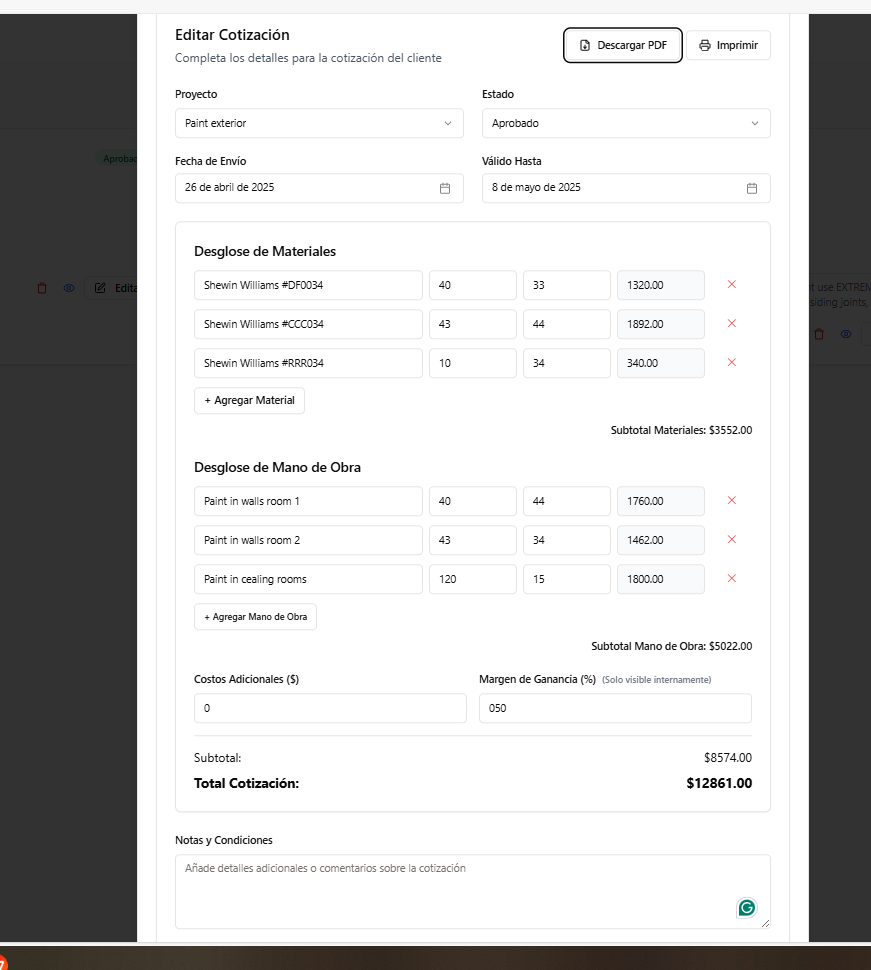 Editar Cotización
Descargar PDF
Imprimir
Completa los detalles para la cotización del cliente
Proyecto
Estado
Paint exterior
Aprobado
Fecha de Envío
Válido Hasta
26 de abril de 2025
8 de mayo de 2025
Desglose de Materiales
Shewin Williams #DF0034 40 33 1320.00
Shewin Williams #CCC034 43 44 1892.00
Shewin Williams #RRR034 10 34 340.00
+ Agregar Material
Subtotal Materiales: $3552.00
Desglose de Mano de Obra
Paint in walls room 1 40 44 1760.00
Paint in walls room 2 43 34 1462.00
Paint in cealing rooms 120 15 1800.00
+ Agregar Mano de Obra
Subtotal Mano de Obra: $5022.00
Costos Adicionales ($)
Margen de Ganancia (%) (Solo visible internamente)
0
050
Subtotal: $8574.00
Total Cotización: $12861.00
Notas y Condiciones
Añade detalles adicionales o comentarios sobre la cotización
Aprobad
Edita
use EXTREM
siding joints,